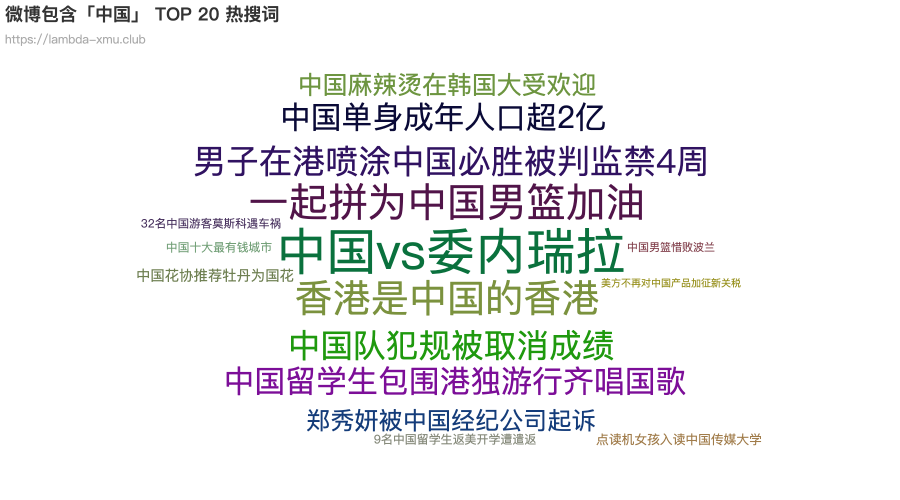 微博包含「中国」 TOP 20 热搜词
https://lambda-xmu.club
中国麻辣烫在韩国大受欢迎
中国单身成年人口超2亿
男子在港喷涂中国必胜被判监禁4周
一起拼为中国男篮加油
32名中国游客莫斯科遇车祸
中国vs委内瑞拉
中国十大最有钱城市
中国男篮惜败波兰
中国花协推荐牡丹为国花
香港是中国的香港
美方不再对中国产品加征新关税
中国队犯规被取消成绩
中国留学生包围港独游行齐唱国歌
郑秀妍被中国经纪公司起诉
9名中国留学生返美开学遭遣返
点读机女孩入读中国传媒大学